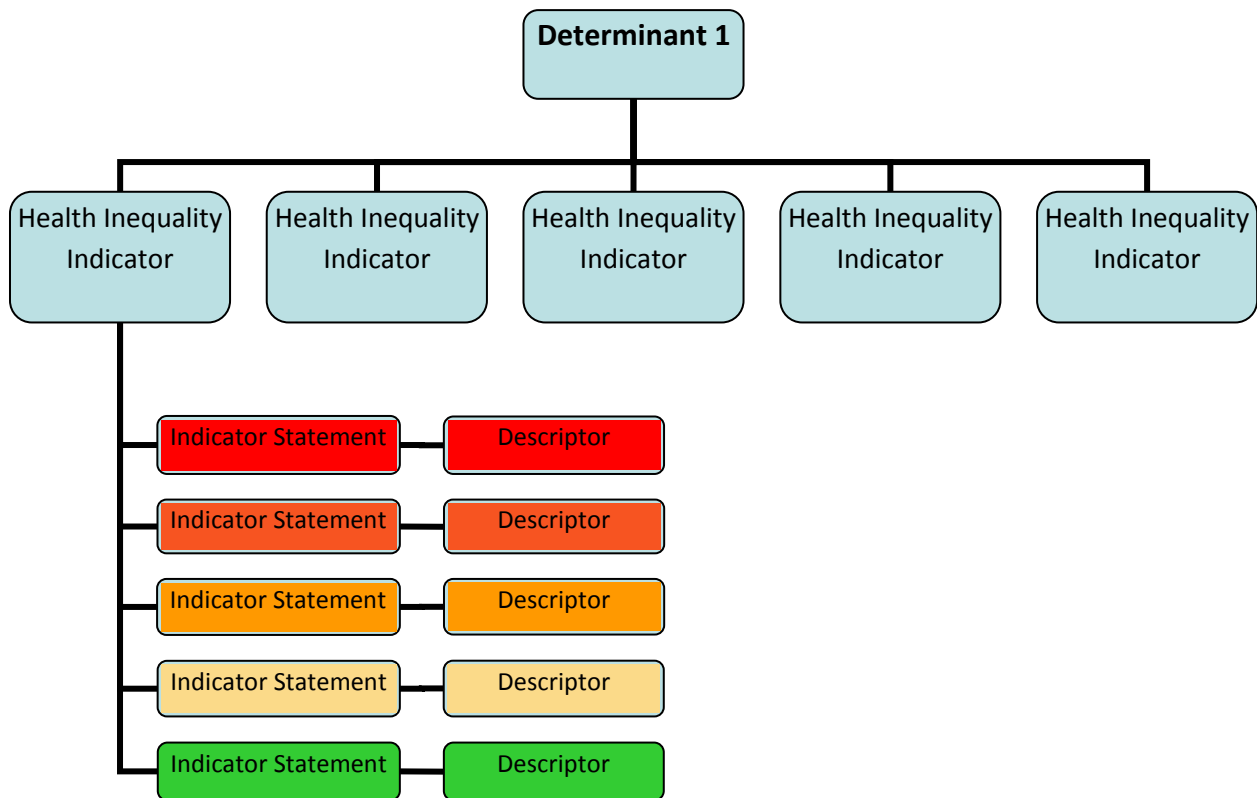 Determinant 1
Health Inequality
Indicator
Health Inequality
Indicator
Health Inequality
Indicator
Health Inequality
Indicator
Health Inequality
Indicator
Indicator Statement
Descriptor
Indicator Statement
Descriptor
Indicator Statement
Descriptor
Indicator Statement
Descriptor
Indicator Statement
Descriptor